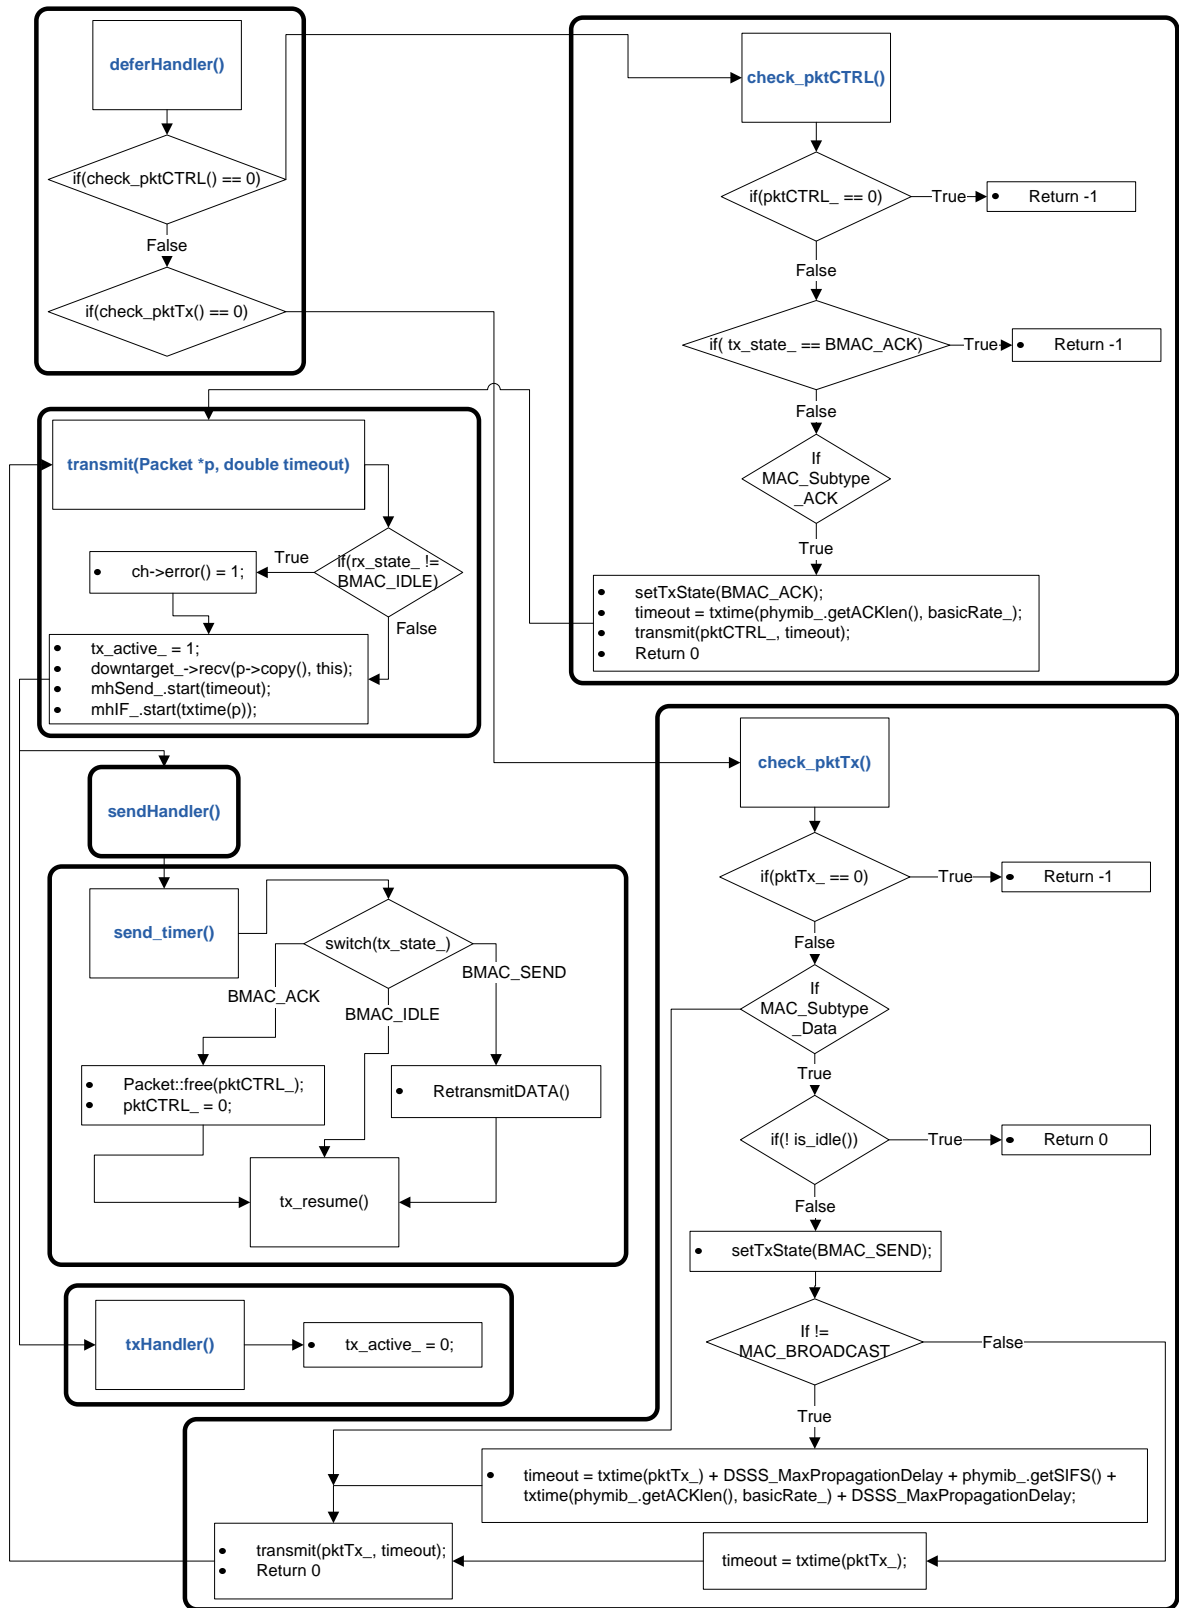 deferHandler()
if(check_pktCTRL() == 0)
False
if(check_pktTx() == 0)
check_pktCTRL()
if(pktCTRL_ == 0)
True
• Return -1
False
if( tx_state_ == BMAC_ACK)
True
• Return -1
False
If
MAC_Subtype
_ACK
True
• setTxState(BMAC_ACK);
• timeout = txtime(phymib_.getACKlen(), basicRate_);
• transmit(pktCTRL_, timeout);
• Return 0
transmit(Packet *p, double timeout)
if(rx_state_ !=
BMAC_IDLE)
True
• ch->error() = 1;
False
• tx_active_ = 1;
• downtarget_->recv(p->copy(), this);
• mhSend_.start(timeout);
• mhIF_.start(txtime(p));
sendHandler()
send_timer()
switch(tx_state_)
BMAC_ACK
BMAC_IDLE
BMAC_SEND
• Packet::free(pktCTRL_);
• pktCTRL_ = 0;
• RetransmitDATA()
tx_resume()
txHandler()
• tx_active_ = 0;
check_pktTx()
if(pktTx_ == 0)
True
• Return -1
False
If
MAC_Subtype
_Data
True
if(! is_idle())
True
• Return 0
False
• setTxState(BMAC_SEND);
If !=
MAC_BROADCAST
False
True
• timeout = txtime(pktTx_) + DSSS_MaxPropagationDelay + phymib_.getSIFS() +
txtime(phymib_.getACKlen(), basicRate_) + DSSS_MaxPropagationDelay;
• transmit(pktTx_, timeout);
• Return 0
timeout = txtime(pktTx_);